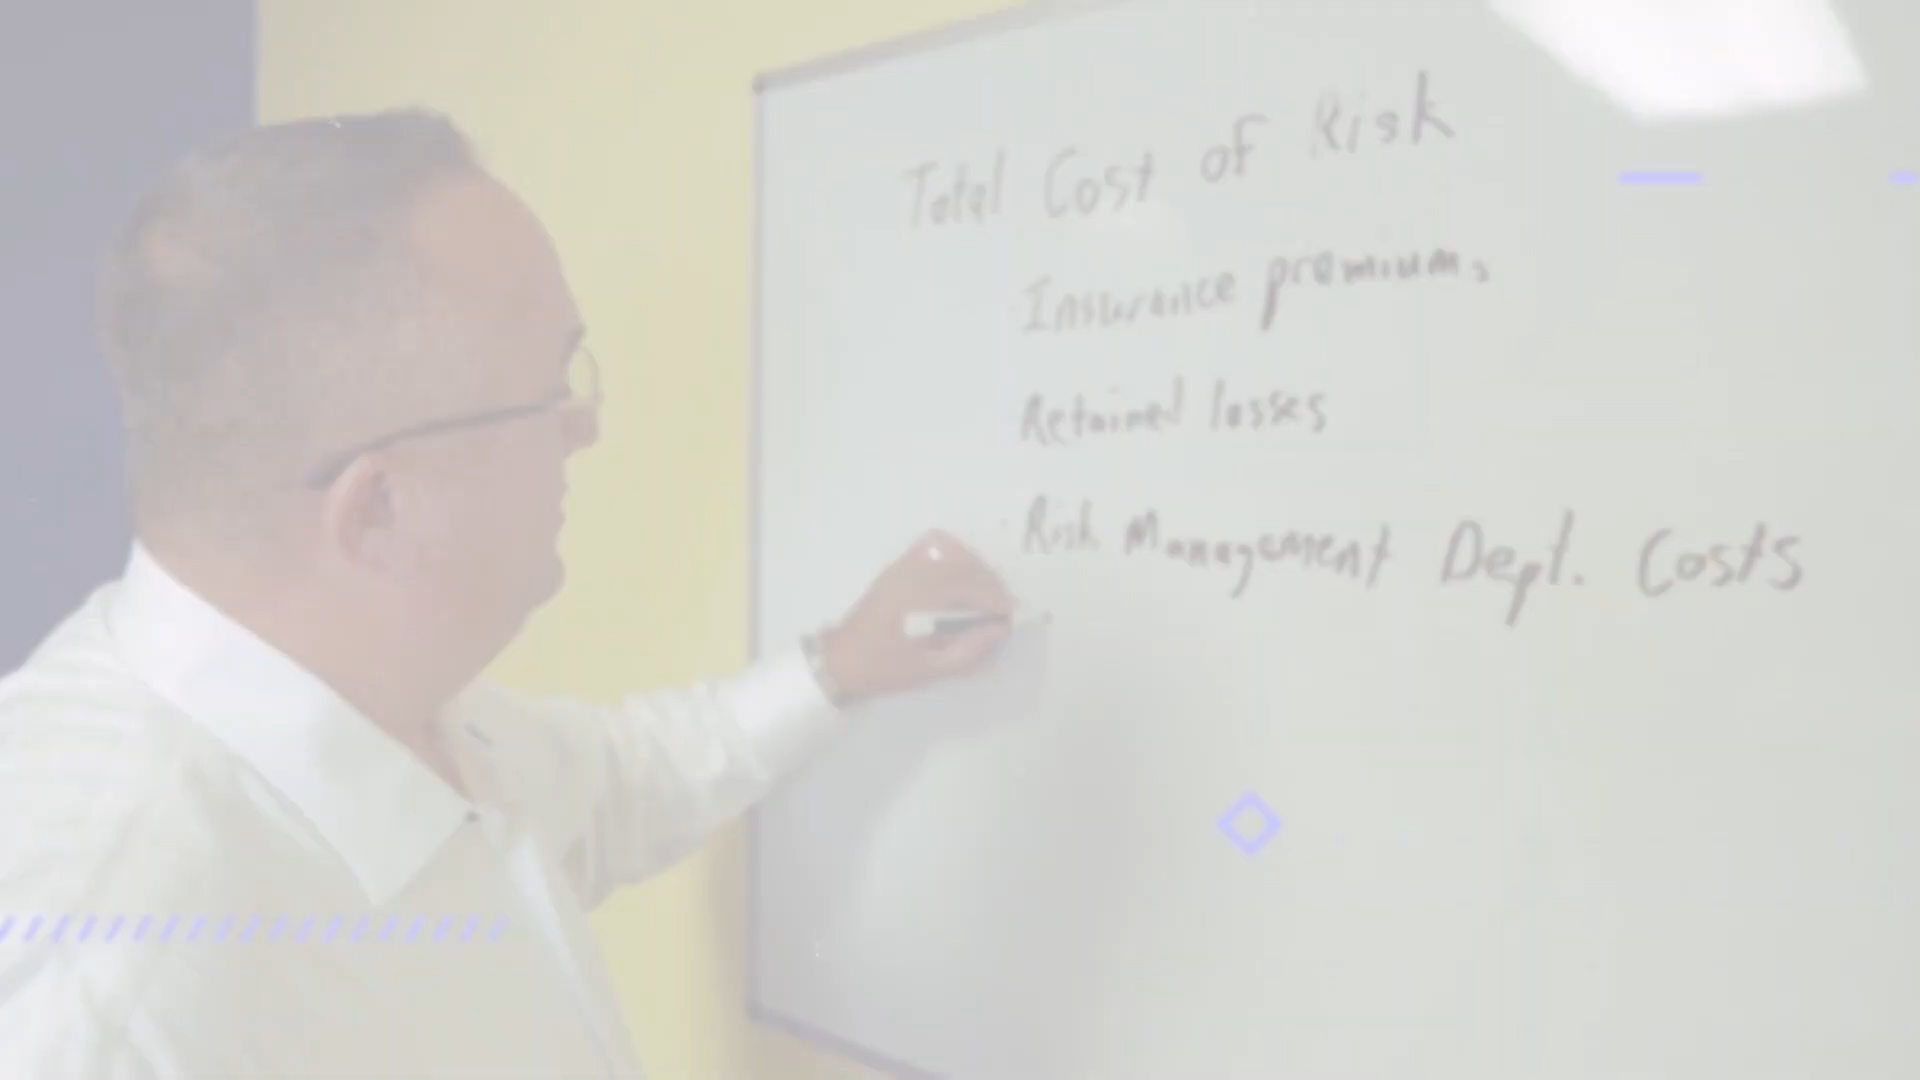 Total Cost of Risk
Insurance premiums
Retained losses
Risk Management Dept. Costs